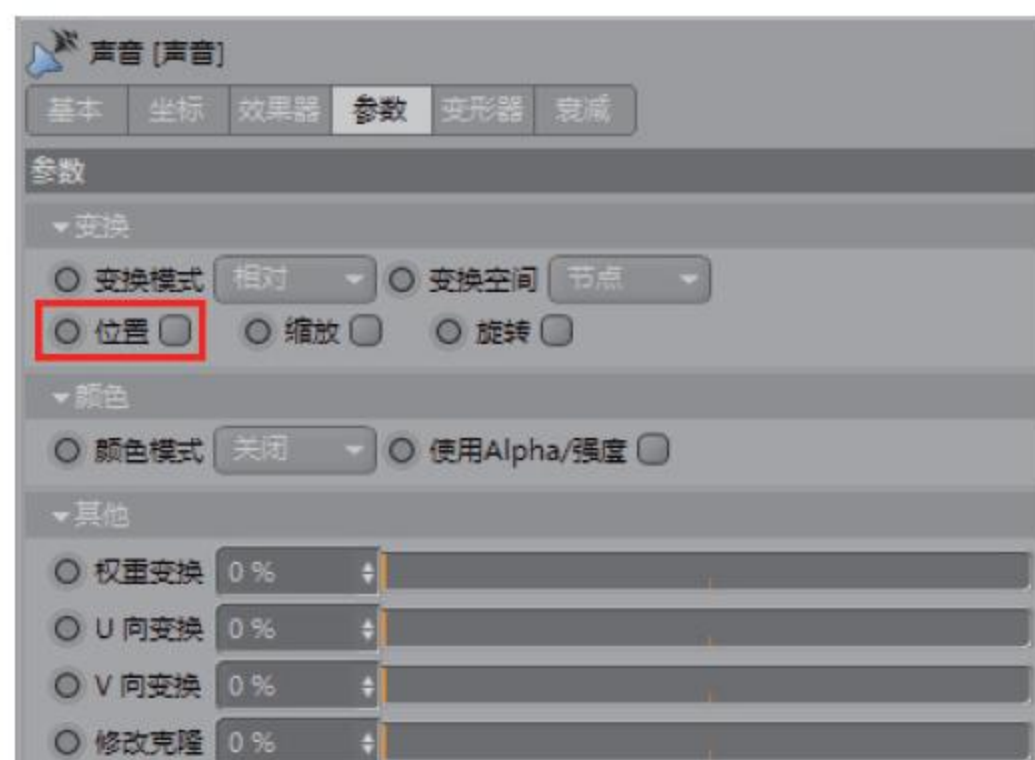 声音 [声音]
基本 坐标 效果器 参数 变形器 衰减
参数
变换
变换模式 相对 变换空间 节点
位置 缩放 旋转
颜色
颜色模式 关闭 使用Alpha/强度
其他
权重变换 0 %
U 向变换 0 %
V 向变换 0 %
修改克隆 0 %